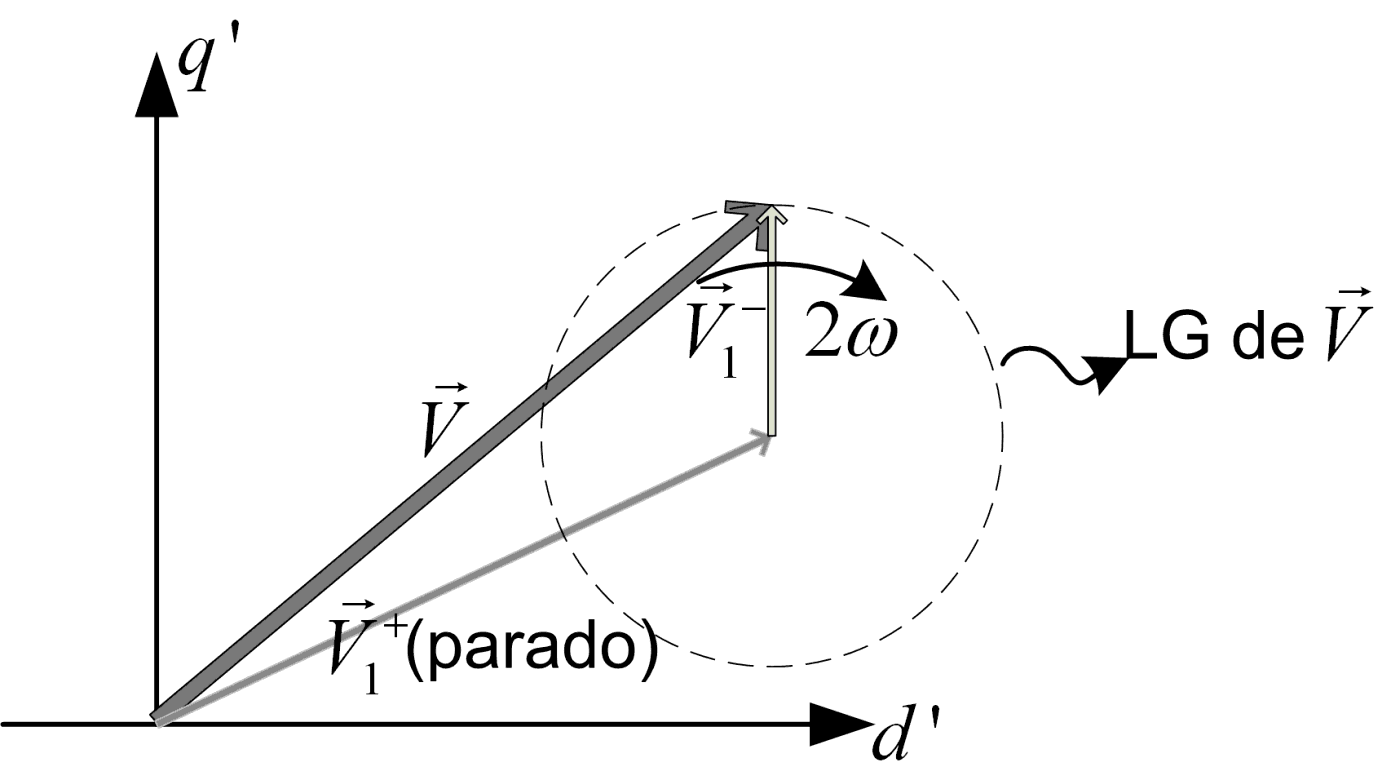 q'
V⃗₁⁻ 2ω
LG de V⃗
V⃗
V⃗₁⁺(parado)
d'